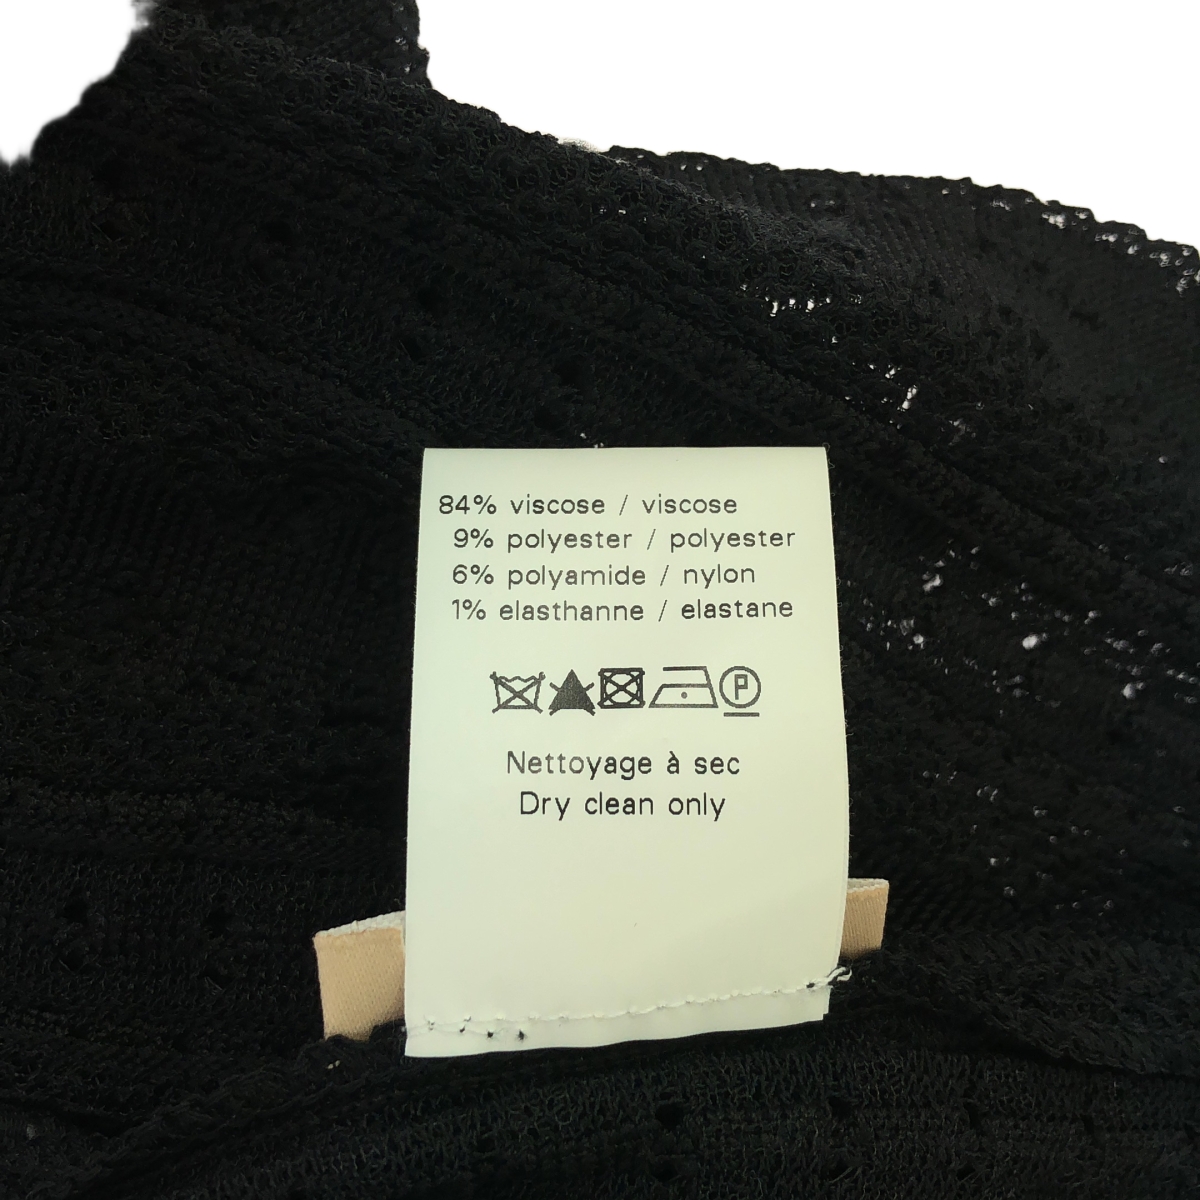 84% viscose / viscose
9% polyester / polyester
6% polyamide / nylon
1% elasthanne / elastane
P
Nettoyage à sec
Dry clean only